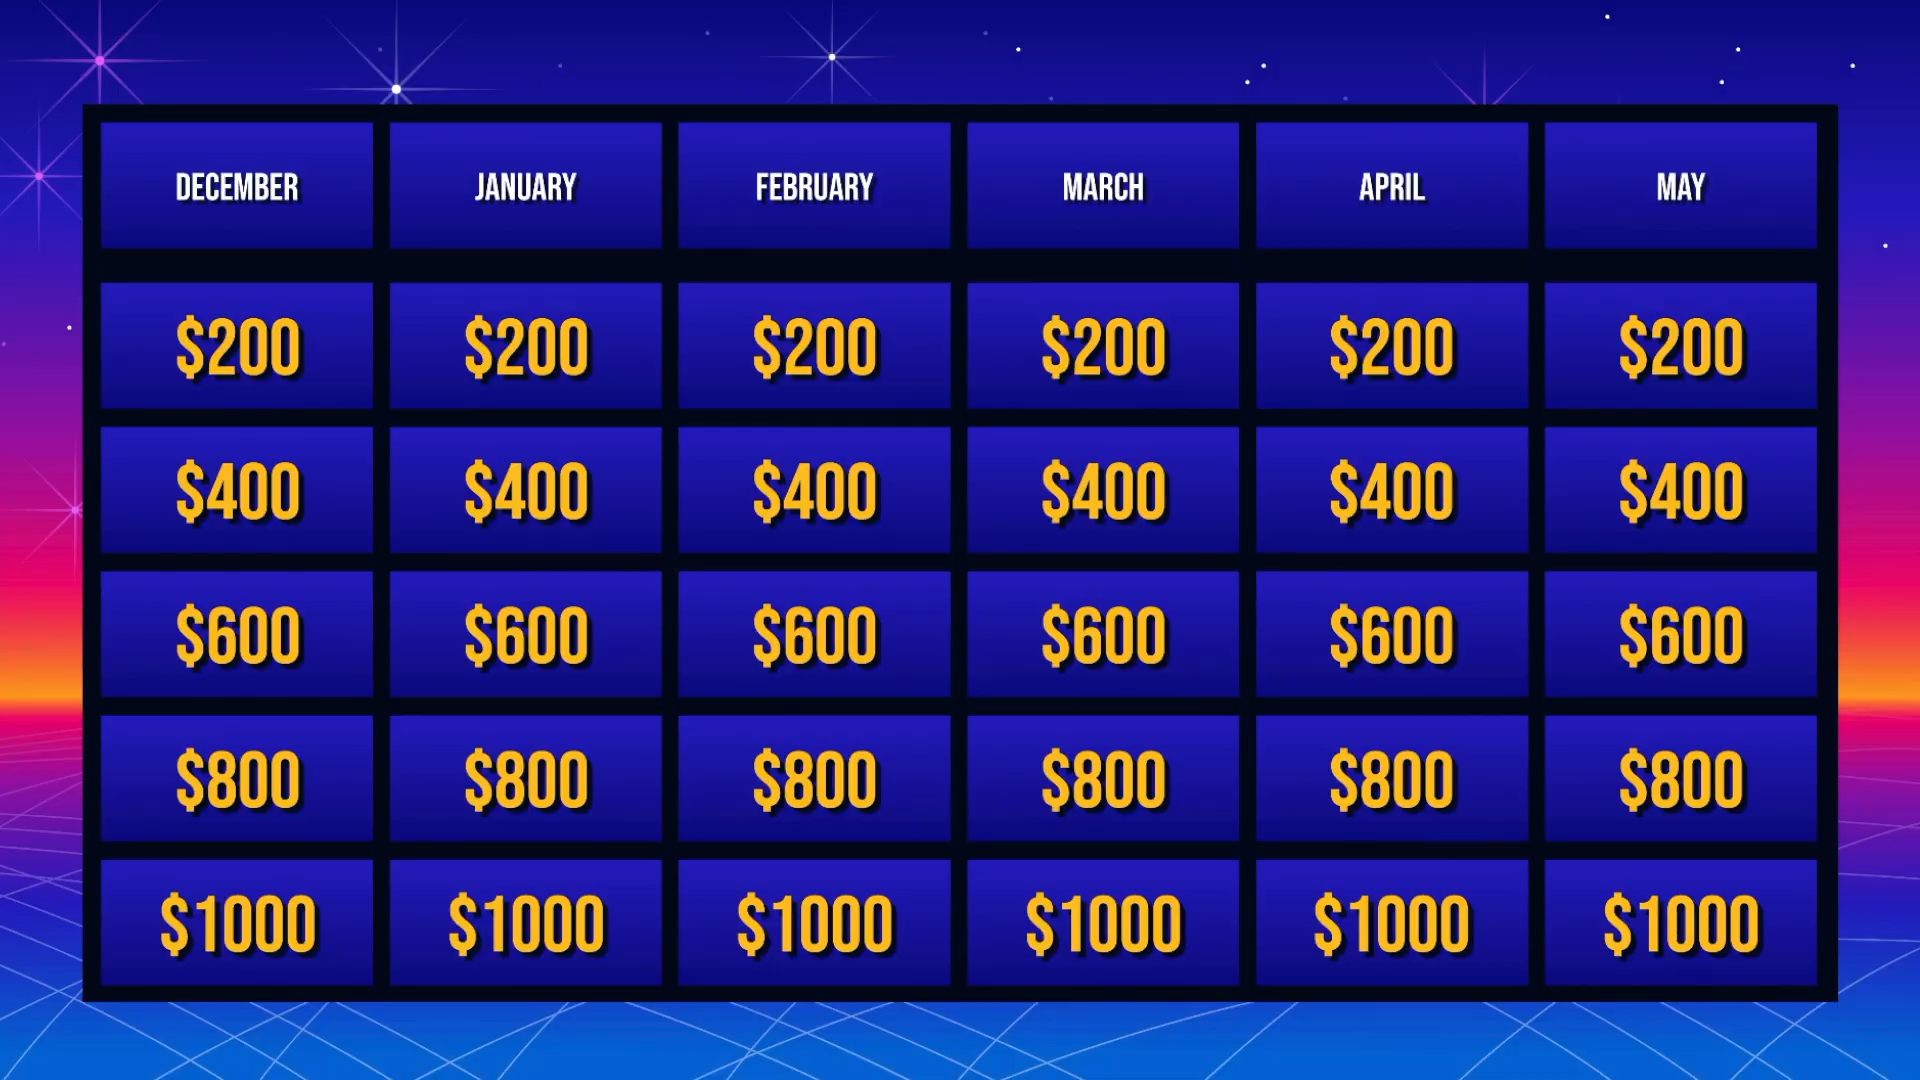 DECEMBER JANUARY FEBRUARY MARCH APRIL MAY
$200 $200 $200 $200 $200 $200
$400 $400 $400 $400 $400 $400
$600 $600 $600 $600 $600 $600
$800 $800 $800 $800 $800 $800
$1000 $1000 $1000 $1000 $1000 $1000